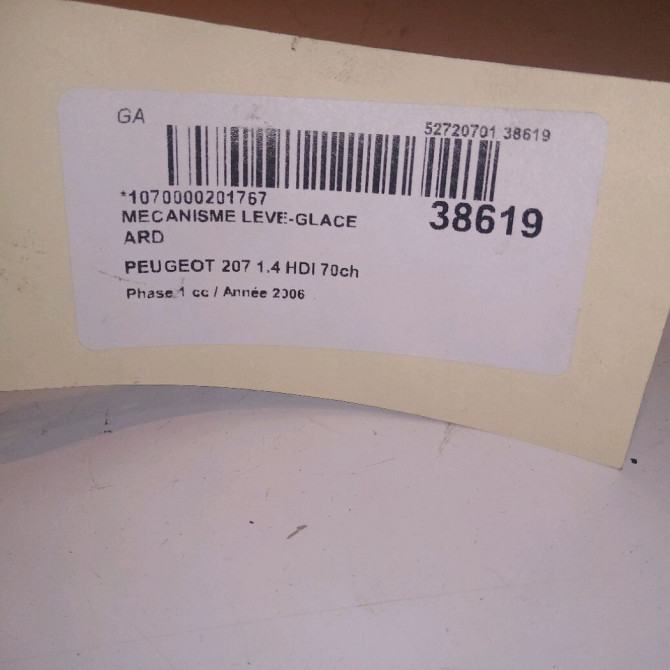 GA
52720701 38619
*1070000201767
38619
MECANISME LEVE-GLACE
ARD
PEUGEOT 207 1.4 HDI 70ch
Phase 1 cc / Année 2006